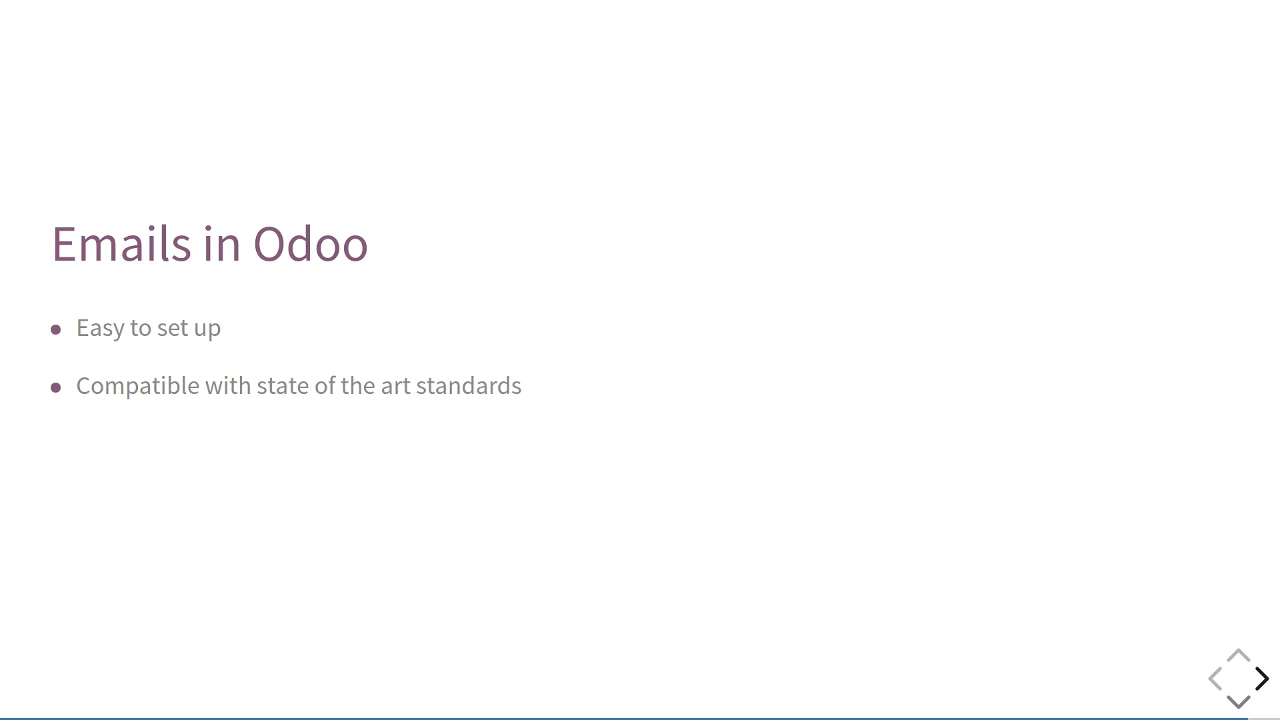 Emails in Odoo
Easy to set up
Compatible with state of the art standards